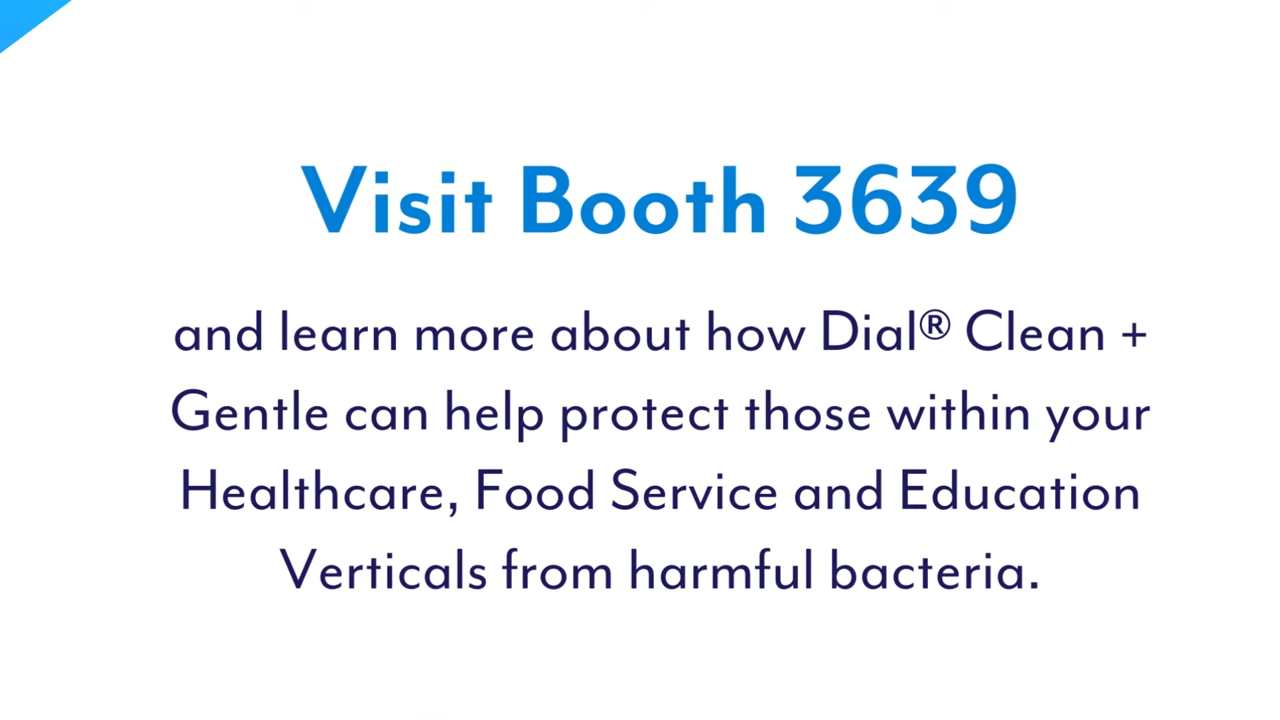 Visit Booth 3639
and learn more about how Dial® Clean +
Gentle can help protect those within your
Healthcare, Food Service and Education
Verticals from harmful bacteria.